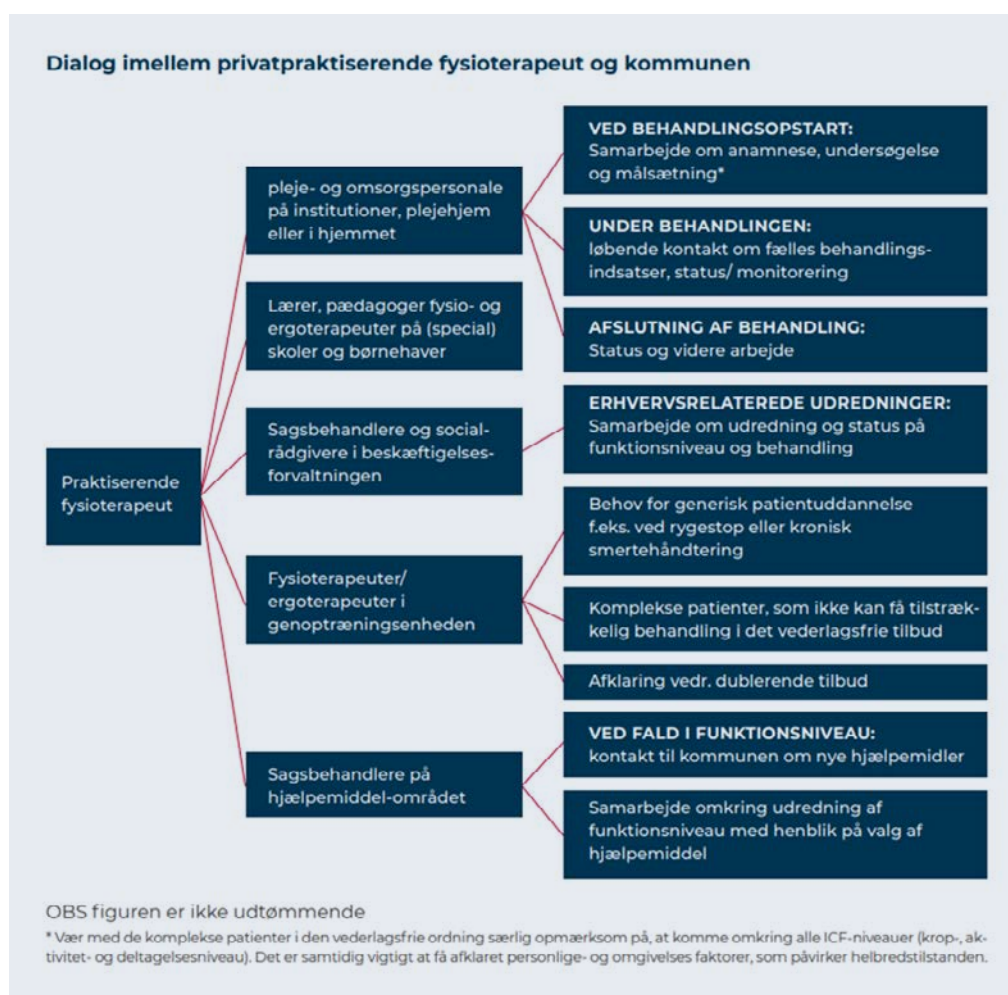 Dialog imellem privatpraktiserende fysioterapeut og kommunen
Praktiserende
fysioterapeut
pleje- og omsorgspersonale
på institutioner, plejehjem
eller i hjemmet
VED BEHANDLINGSOPSTART:
Samarbejde om anamnese, undersøgelse
og målsætning*
UNDER BEHANDLINGEN:
løbende kontakt om fælles behandlings-
indsatser, status/ monitorering
AFSLUTNING AF BEHANDLING:
Status og videre arbejde
Lærer, pædagoger fysio- og
ergoterapeuter på (special)
skoler og børnehaver
Sagsbehandlere og social-
rådgivere i beskæftigelses-
forvaltningen
ERHVERVSRELATEREDE UDREDNINGER:
Samarbejde om udredning og status på
funktionsniveau og behandling
Fysioterapeuter/
ergoterapeuter i
genoptræningsenheden
Behov for generisk patientuddannelse
f.eks. ved rygestop eller kronisk
smertehåndtering
Komplekse patienter, som ikke kan få tilstræk-
kelig behandling i det vederlagsfrie tilbud
Afklaring vedr. dublerende tilbud
Sagsbehandlere på
hjælpemiddel-området
VED FALD I FUNKTIONSNIVEAU:
kontakt til kommunen om nye hjælpemidler
Samarbejde omkring udredning af
funktionsniveau med henblik på valg af
hjælpemiddel
OBS figuren er ikke udtømmende
* Vær med de komplekse patienter i den vederlagsfrie ordning særlig opmærksom på, at komme omkring alle ICF-niveauer (krop-, ak-
tivitet- og deltagelsesniveau). Det er samtidig vigtigt at få afklaret personlige- og omgivelses faktorer, som påvirker helbredstilstanden.